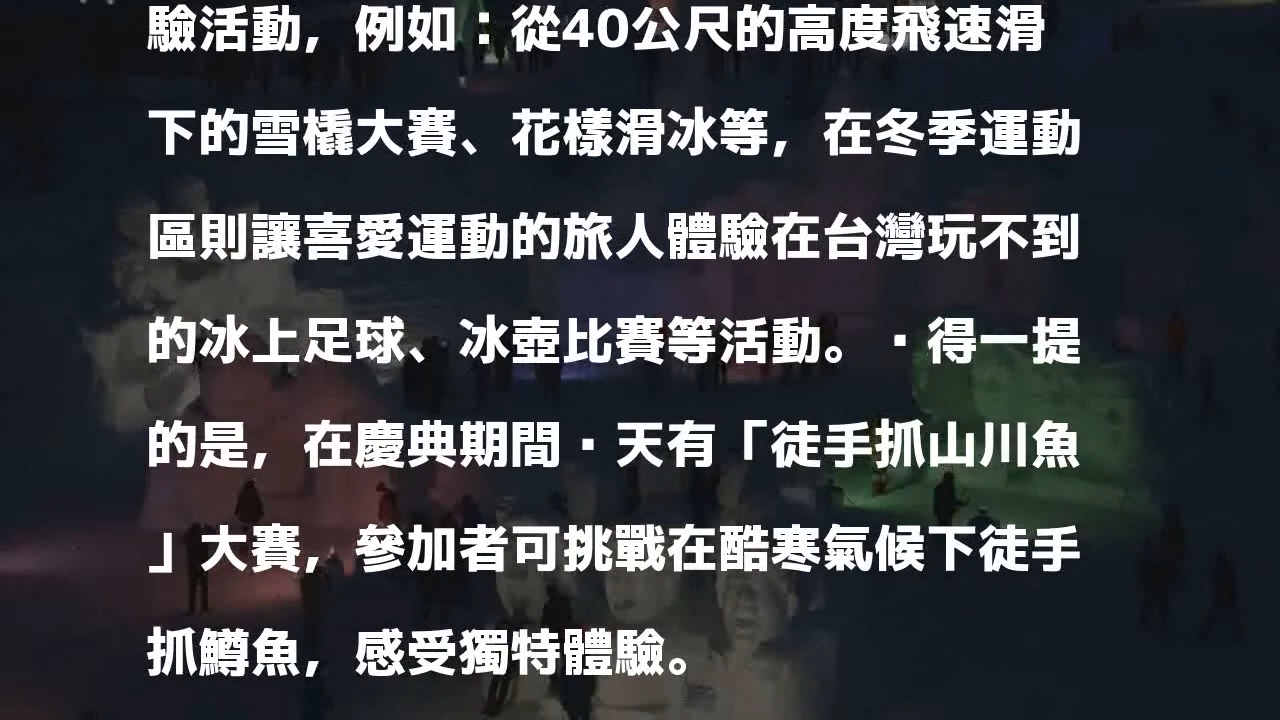 驗活動，例如：從40公尺的高度飛速滑
下的雪橇大賽、花樣滑冰等，在冬季運動
區則讓喜愛運動的旅人體驗在台灣玩不到
的冰上足球、冰壺比賽等活動。▪得一提
的是，在慶典期間▪天有「徒手抓山川魚
」大賽，參加者可挑戰在酷寒氣候下徒手
抓鱒魚，感受獨特體驗。